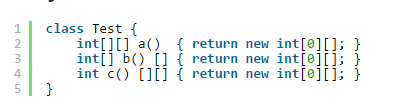 1 class Test {
2     int[][] a()  { return new int[0][]; }
3     int[] b() [] { return new int[0][]; }
4     int c() [][] { return new int[0][]; }
5 }